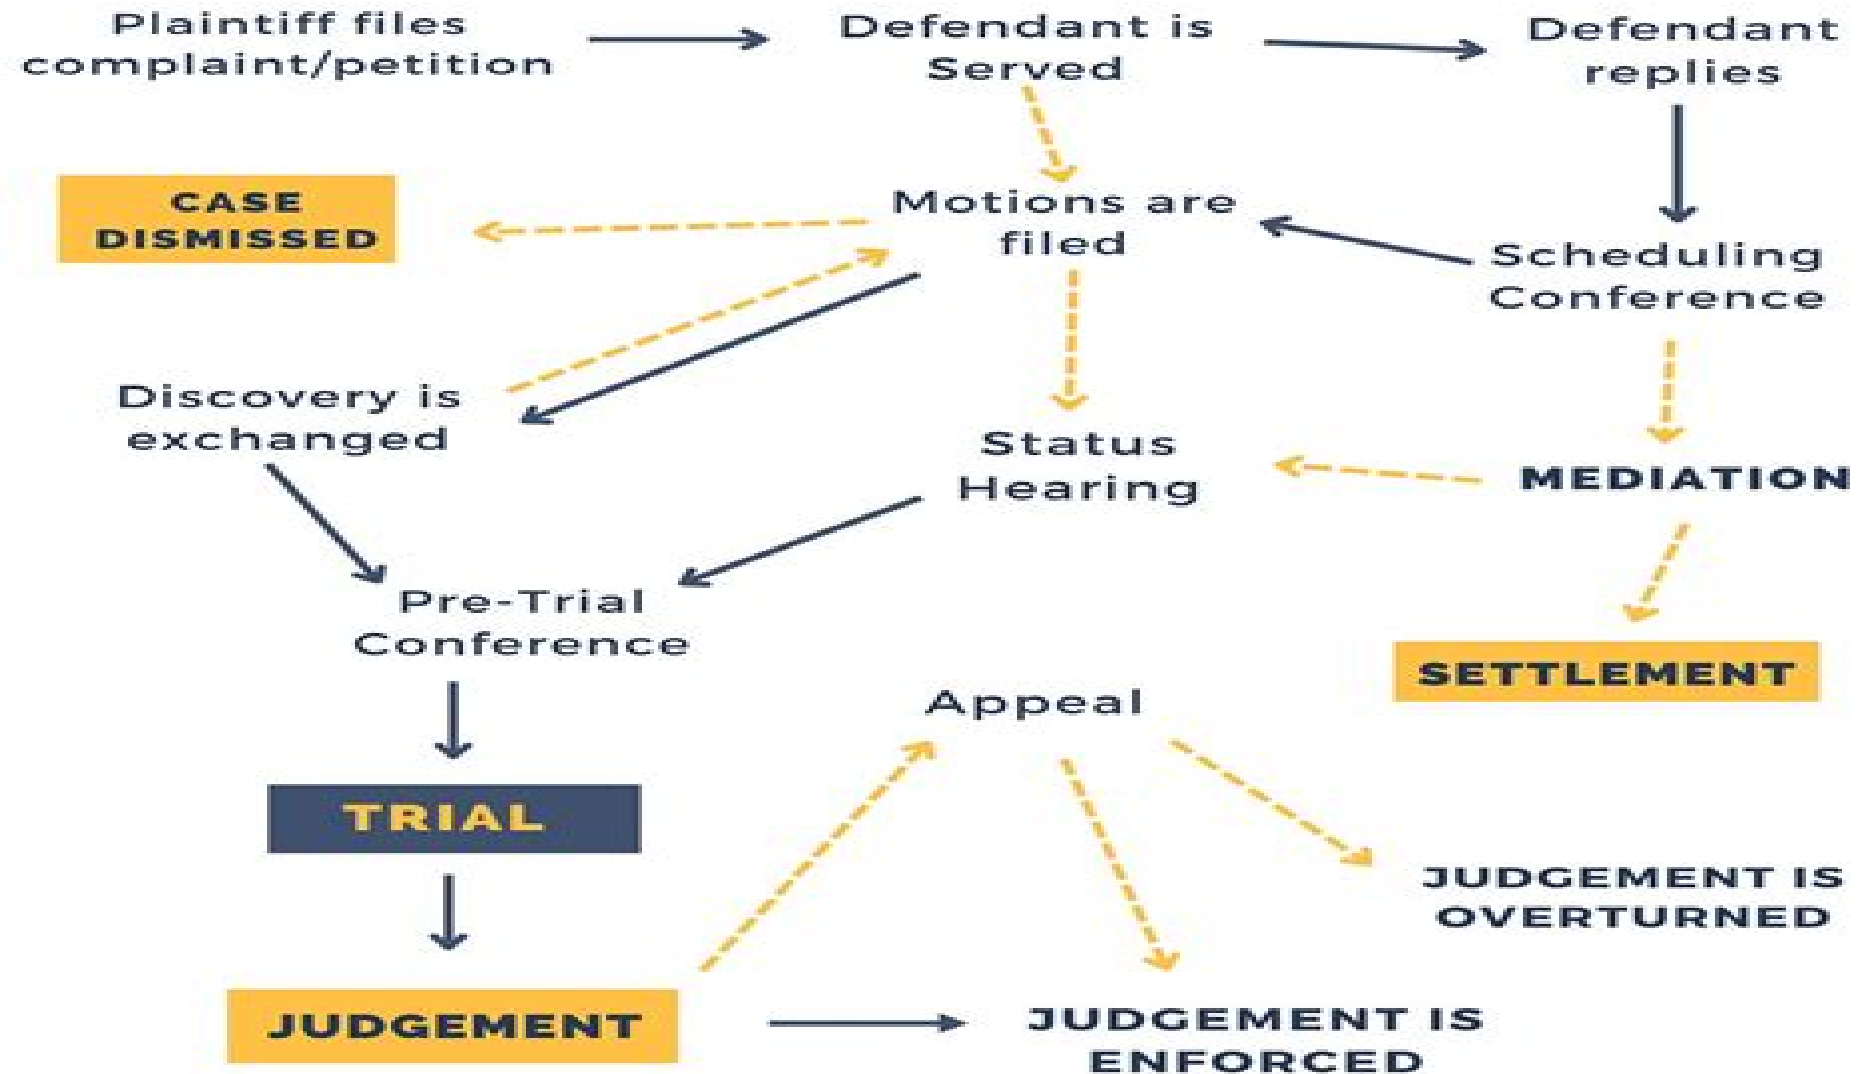 Plaintiff files
complaint/petition
Defendant is
Served
Defendant
replies
CASE
DISMISSED
Motions are
filed
Scheduling
Conference
Discovery is
exchanged
Status
Hearing
MEDIATION
Pre-Trial
Conference
SETTLEMENT
Appeal
TRIAL
JUDGEMENT IS
OVERTURNED
JUDGEMENT
JUDGEMENT IS
ENFORCED